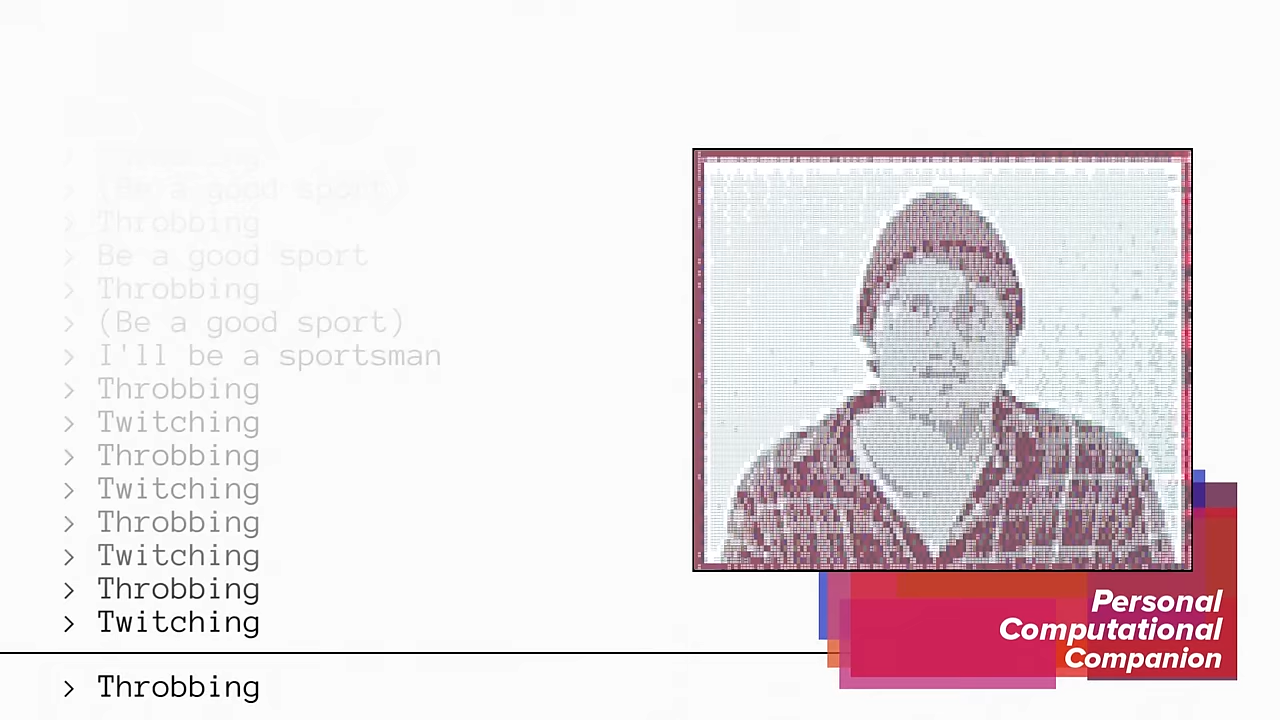 > (Be a good sport)
> Throbbing
> Be a good sport
> Throbbing
> (Be a good sport)
> I'll be a sportsman
> Throbbing
> Twitching
> Throbbing
> Twitching
> Throbbing
> Twitching
> Throbbing
> Twitching
> Throbbing
Personal
Computational
Companion